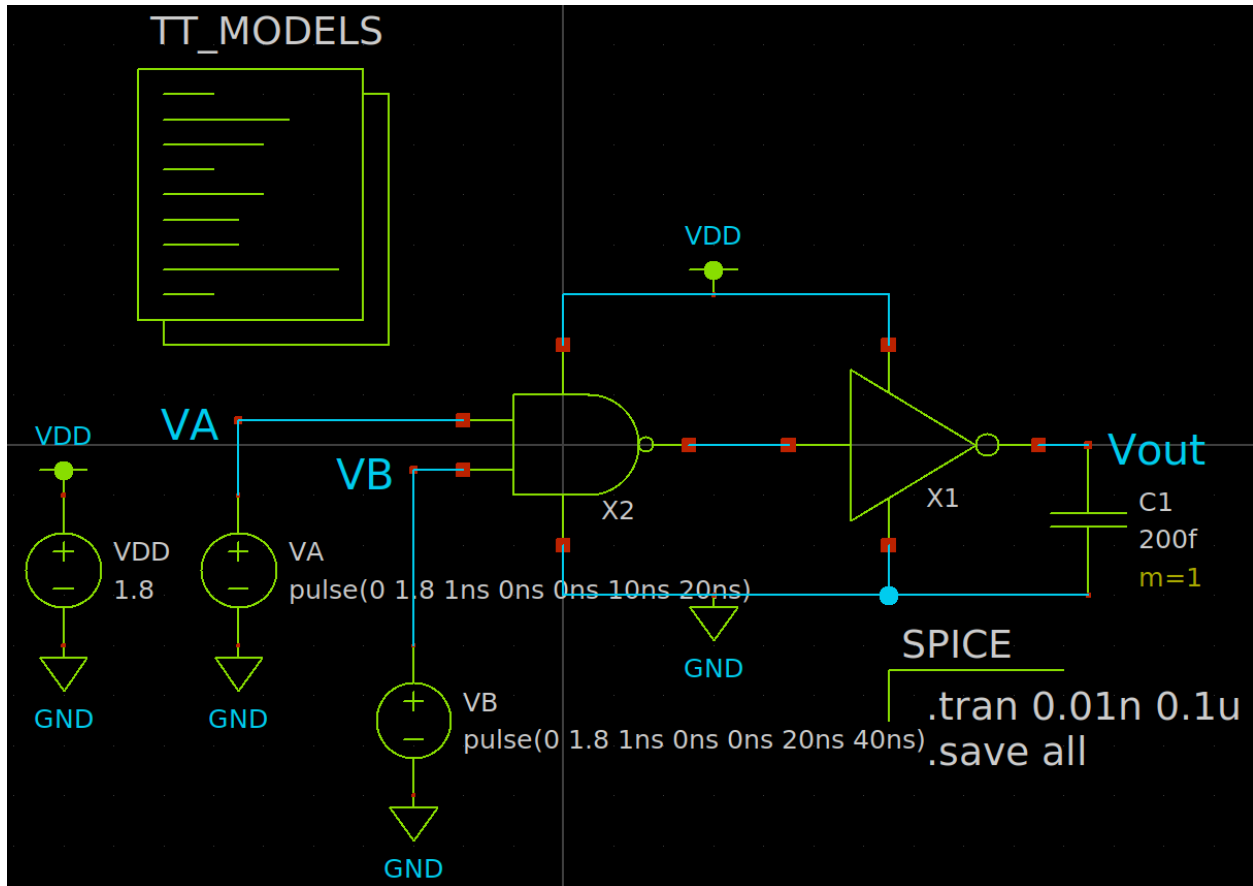 TT_MODELS
VDD
VA
VDD
VB
Vout
X2
X1
C1
200f
m=1
VDD
1.8
VA
pulse(0 1.8 1ns 0ns 0ns 10ns 20ns)
GND
SPICE
.tran 0.01n 0.1u
.save all
GND
GND
VB
pulse(0 1.8 1ns 0ns 0ns 20ns 40ns)
GND